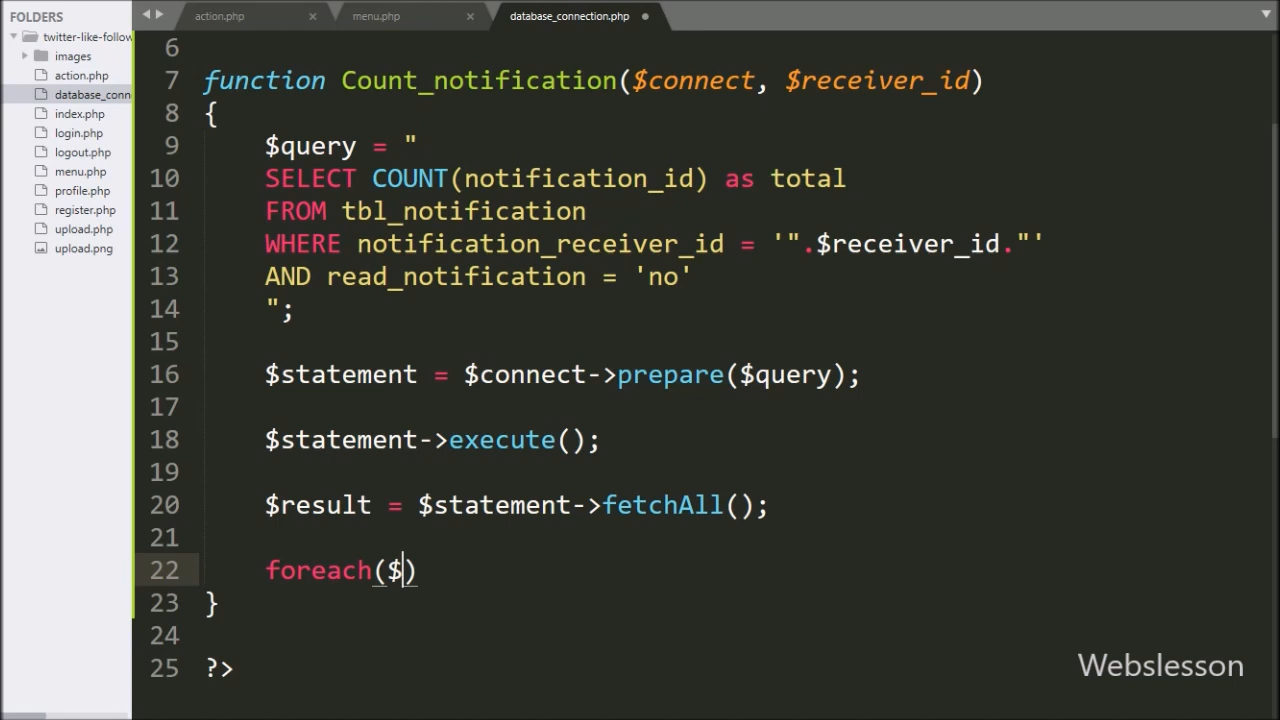 FOLDERS
twitter-like-follow
images
action.php
database_conn
index.php
login.php
logout.php
menu.php
profile.php
register.php
upload.php
upload.png
action.php × menu.php × database_connection.php
6
7 function Count_notification($connect, $receiver_id)
8 {
9 $query = "
10 SELECT COUNT(notification_id) as total
11 FROM tbl_notification
12 WHERE notification_receiver_id = '".$receiver_id."'
13 AND read_notification = 'no'
14 ";
15
16 $statement = $connect->prepare($query);
17
18 $statement->execute();
19
20 $result = $statement->fetchAll();
21
22 foreach($)
23 }
24
25 ?>
Webslesson